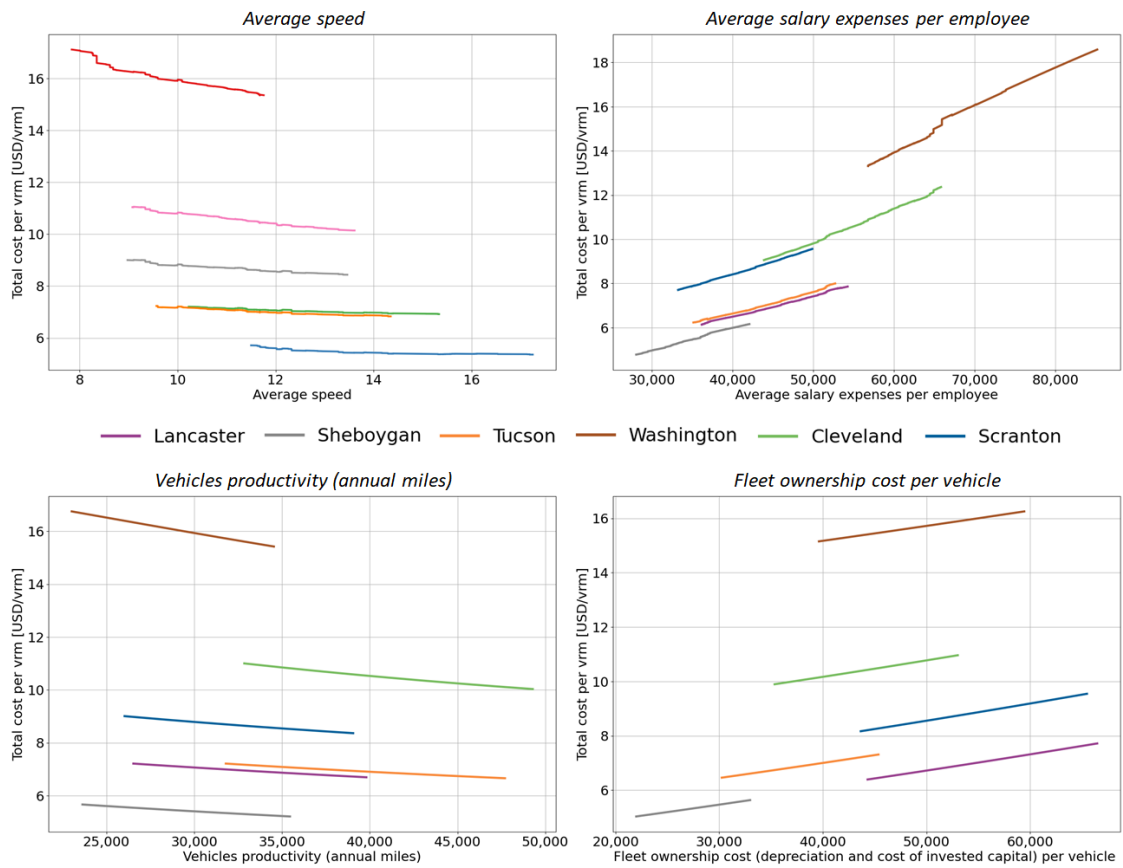 Average speed
Total cost per vrm [USD/vrm]
16
14
12
10
8
6
8 10 12 14 16
Average speed
Average salary expenses per employee
Total cost per vrm [USD/vrm]
18
16
14
12
10
8
6
30,000 40,000 50,000 60,000 70,000 80,000
Average salary expenses per employee
Lancaster Sheboygan Tucson Washington Cleveland Scranton
Vehicles productivity (annual miles)
Total cost per vrm [USD/vrm]
16
14
12
10
8
6
25,000 30,000 35,000 40,000 45,000 50,000
Vehicles productivity (annual miles)
Fleet ownership cost per vehicle
Total cost per vrm [USD/vrm]
16
14
12
10
8
6
20,000 30,000 40,000 50,000 60,000
Fleet ownership cost (depreciation and cost of invested capital) per vehicle